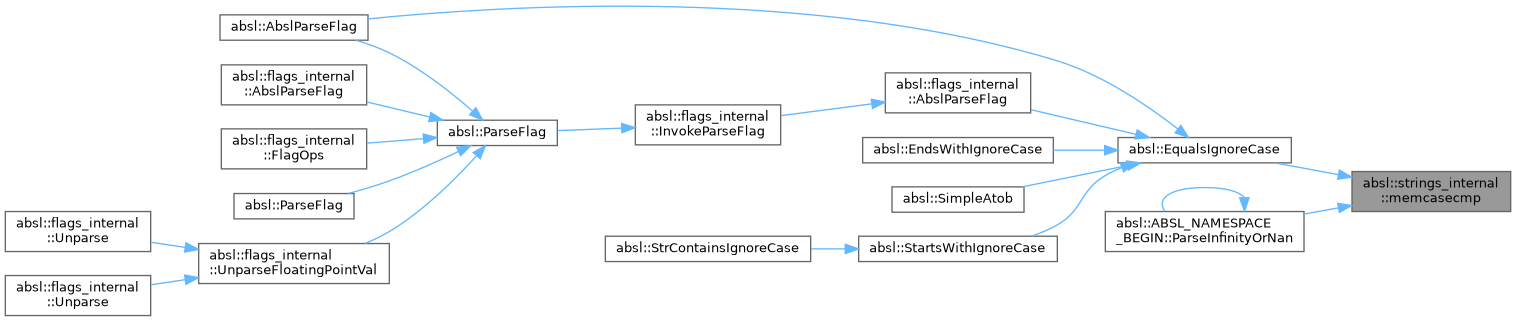 absl::AbslParseFlag
absl::flags_internal
::AbslParseFlag
absl::flags_internal
::FlagOps
absl::ParseFlag
absl::flags_internal
::Unparse
absl::flags_internal
::Unparse
absl::flags_internal
::UnparseFloatingPointVal
absl::ParseFlag
absl::flags_internal
::InvokeParseFlag
absl::StrContainsIgnoreCase
absl::flags_internal
::AbslParseFlag
absl::EndsWithIgnoreCase
absl::SimpleAtob
absl::StartsWithIgnoreCase
absl::EqualsIgnoreCase
absl::ABSL_NAMESPACE
_BEGIN::ParseInfinityOrNan
absl::strings_internal
::memcasecmp